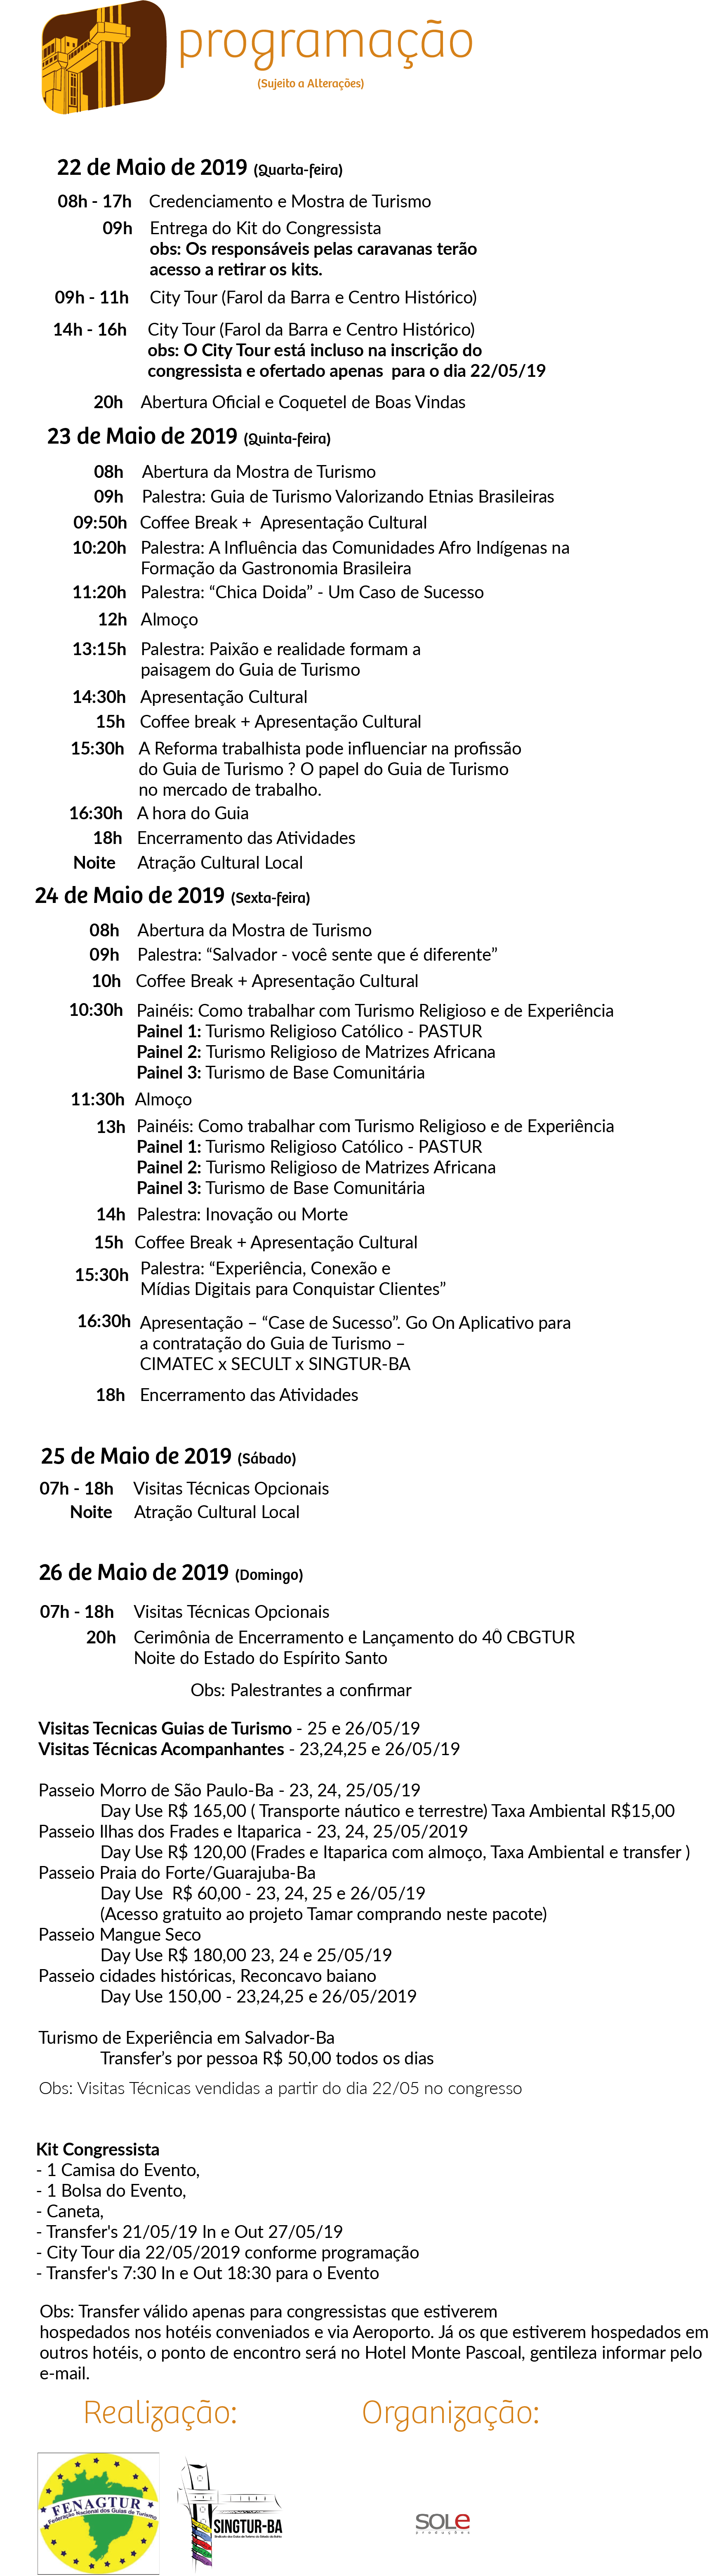 programação
(Sujeito a Alterações)
22 de Maio de 2019 (Quarta-feira)
08h - 17h Credenciamento e Mostra de Turismo
09h Entrega do Kit do Congressista
obs: Os responsáveis pelas caravanas terão
acesso a retirar os kits.
09h - 11h City Tour (Farol da Barra e Centro Histórico)
14h - 16h City Tour (Farol da Barra e Centro Histórico)
obs: O City Tour está incluso na inscrição do
congressista e ofertado apenas para o dia 22/05/19
20h Abertura Oficial e Coquetel de Boas Vindas
23 de Maio de 2019 (Quinta-feira)
08h Abertura da Mostra de Turismo
09h Palestra: Guia de Turismo Valorizando Etnias Brasileiras
09:50h Coffee Break + Apresentação Cultural
10:20h Palestra: A Influência das Comunidades Afro Indígenas na
Formação da Gastronomia Brasileira
11:20h Palestra: “Chica Doida” - Um Caso de Sucesso
12h Almoço
13:15h Palestra: Paixão e realidade formam a
paisagem do Guia de Turismo
14:30h Apresentação Cultural
15h Coffee break + Apresentação Cultural
15:30h A Reforma trabalhista pode influenciar na profissão
do Guia de Turismo ? O papel do Guia de Turismo
no mercado de trabalho.
16:30h A hora do Guia
18h Encerramento das Atividades
Noite Atração Cultural Local
24 de Maio de 2019 (Sexta-feira)
08h Abertura da Mostra de Turismo
09h Palestra: “Salvador - você sente que é diferente”
10h Coffee Break + Apresentação Cultural
10:30h Painéis: Como trabalhar com Turismo Religioso e de Experiência
Painel 1: Turismo Religioso Católico - PASTUR
Painel 2: Turismo Religioso de Matrizes Africana
Painel 3: Turismo de Base Comunitária
11:30h Almoço
13h Painéis: Como trabalhar com Turismo Religioso e de Experiência
Painel 1: Turismo Religioso Católico - PASTUR
Painel 2: Turismo Religioso de Matrizes Africana
Painel 3: Turismo de Base Comunitária
14h Palestra: Inovação ou Morte
15h Coffee Break + Apresentação Cultural
15:30h Palestra: “Experiência, Conexão e
Mídias Digitais para Conquistar Clientes”
16:30h Apresentação – “Case de Sucesso”. Go On Aplicativo para
a contratação do Guia de Turismo –
CIMATEC x SECULT x SINGTUR-BA
18h Encerramento das Atividades
25 de Maio de 2019 (Sábado)
07h - 18h Visitas Técnicas Opcionais
Noite Atração Cultural Local
26 de Maio de 2019 (Domingo)
07h - 18h Visitas Técnicas Opcionais
20h Cerimônia de Encerramento e Lançamento do 40 CBGTUR
Noite do Estado do Espírito Santo
Obs: Palestrantes a confirmar
Visitas Tecnicas Guias de Turismo - 25 e 26/05/19
Visitas Técnicas Acompanhantes - 23,24,25 e 26/05/19
Passeio Morro de São Paulo-Ba - 23, 24, 25/05/19
Day Use R$ 165,00 ( Transporte náutico e terrestre) Taxa Ambiental R$15,00
Passeio Ilhas dos Frades e Itaparica - 23, 24, 25/05/2019
Day Use R$ 120,00 (Frades e Itaparica com almoço, Taxa Ambiental e transfer )
Passeio Praia do Forte/Guarajuba-Ba
Day Use R$ 60,00 - 23, 24, 25 e 26/05/19
(Acesso gratuito ao projeto Tamar comprando neste pacote)
Passeio Mangue Seco
Day Use R$ 180,00 23, 24 e 25/05/19
Passeio cidades históricas, Reconcavo baiano
Day Use 150,00 - 23,24,25 e 26/05/2019
Turismo de Experiência em Salvador-Ba
Transfer’s por pessoa R$ 50,00 todos os dias
Obs: Visitas Técnicas vendidas a partir do dia 22/05 no congresso
Kit Congressista
- 1 Camisa do Evento,
- 1 Bolsa do Evento,
- Caneta,
- Transfer's 21/05/19 In e Out 27/05/19
- City Tour dia 22/05/2019 conforme programação
- Transfer's 7:30 In e Out 18:30 para o Evento
Obs: Transfer válido apenas para congressistas que estiverem
hospedados nos hotéis conveniados e via Aeroporto. Já os que estiverem hospedados em
outros hotéis, o ponto de encontro será no Hotel Monte Pascoal, gentileza informar pelo
e-mail.
Realização: Organização:
FENAGTUR
Federação Nacional dos Guias de Turismo
SINGTUR-BA
SOLe
produções